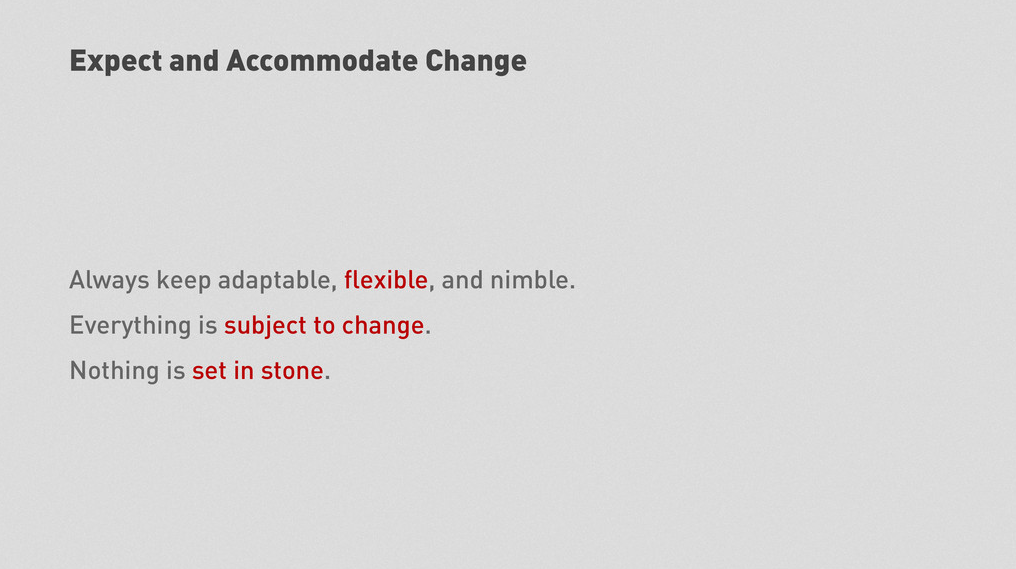 Expect and Accommodate Change
Always keep adaptable, flexible, and nimble.
Everything is subject to change.
Nothing is set in stone.